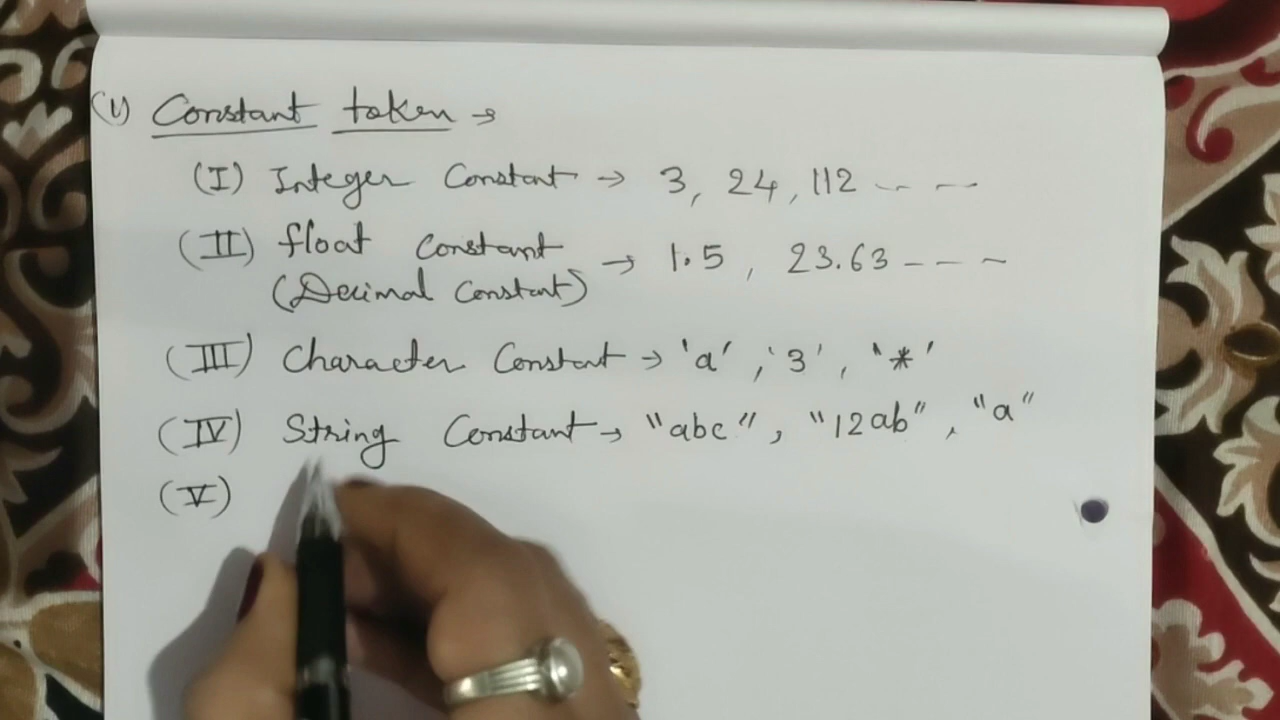 (1) Constant token →
(I) Integer Constant → 3, 24, 112 - - -
(II) float Constant → 1.5, 23.63 - - -
(Decimal Constant)
(III) Character Constant → 'a', '3', '*'
(IV) String Constant → "abc", "12ab", "a"
(V)